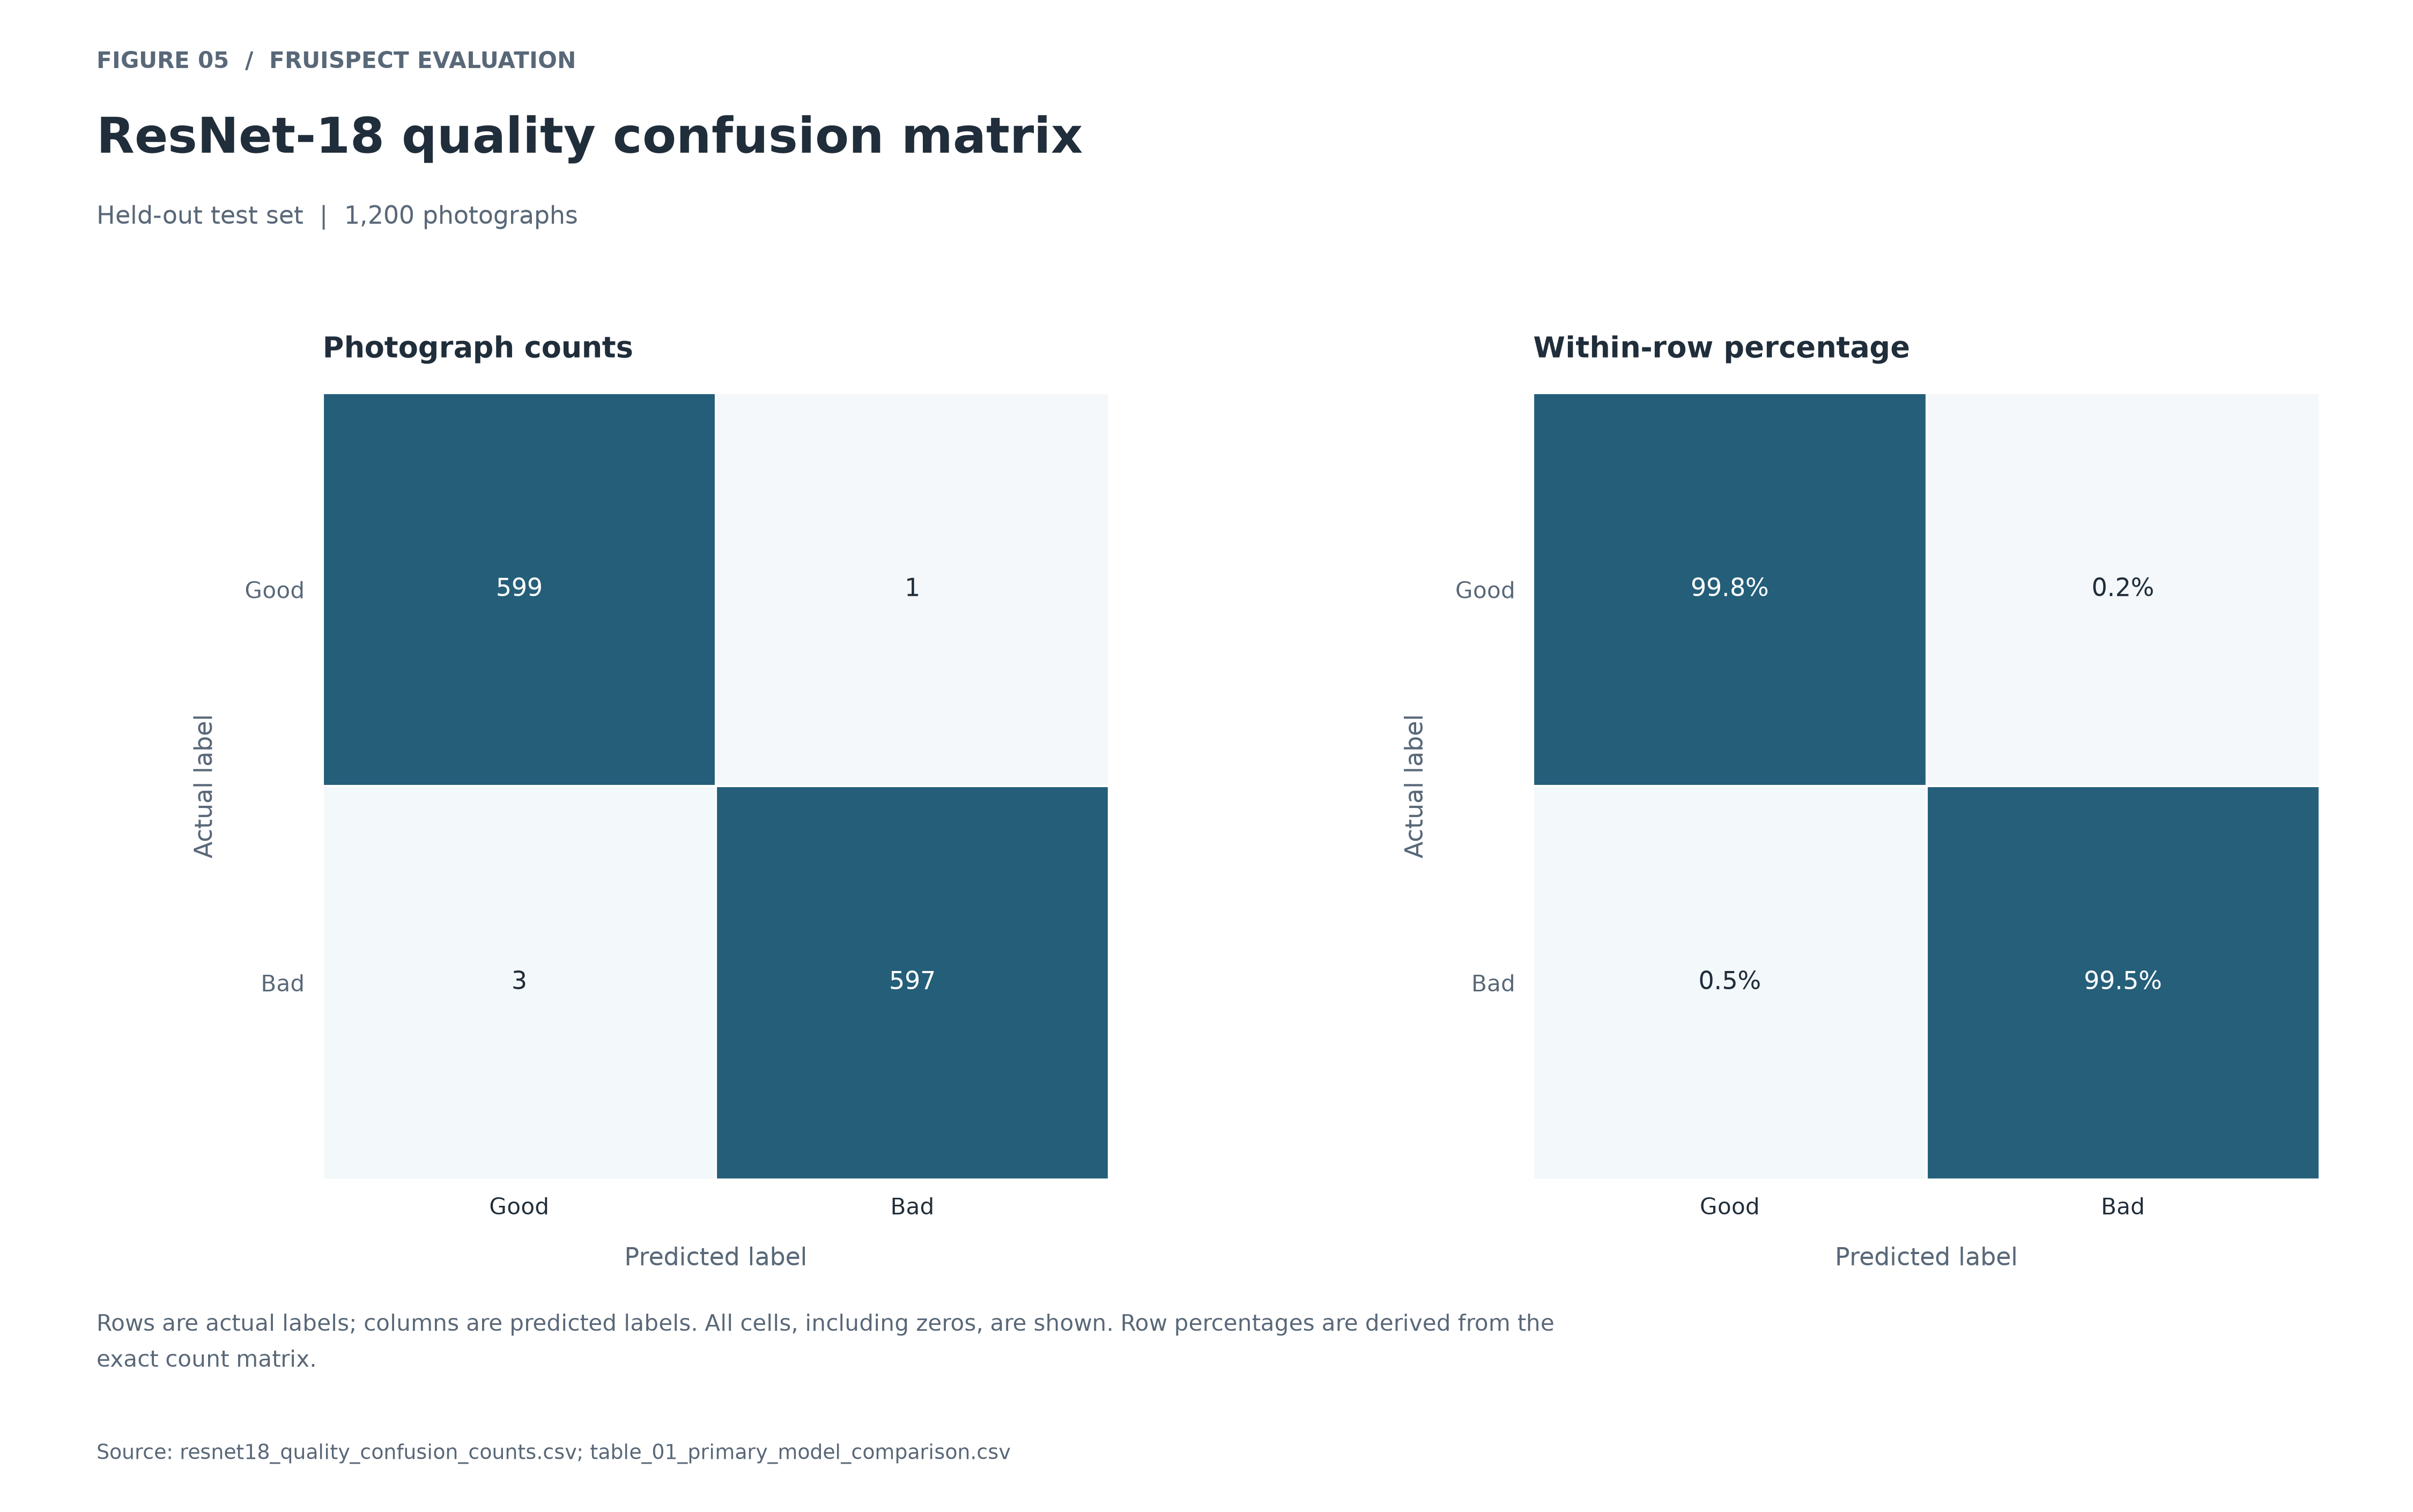 FIGURE 05 / FRUISPECT EVALUATION
ResNet-18 quality confusion matrix
Held-out test set | 1,200 photographs
Photograph counts
Good
599
1
Actual label
Bad
3
597
Good
Bad
Predicted label
Within-row percentage
Good
99.8%
0.2%
Actual label
Bad
0.5%
99.5%
Good
Bad
Predicted label
Rows are actual labels; columns are predicted labels. All cells, including zeros, are shown. Row percentages are derived from the
exact count matrix.
Source: resnet18_quality_confusion_counts.csv; table_01_primary_model_comparison.csv